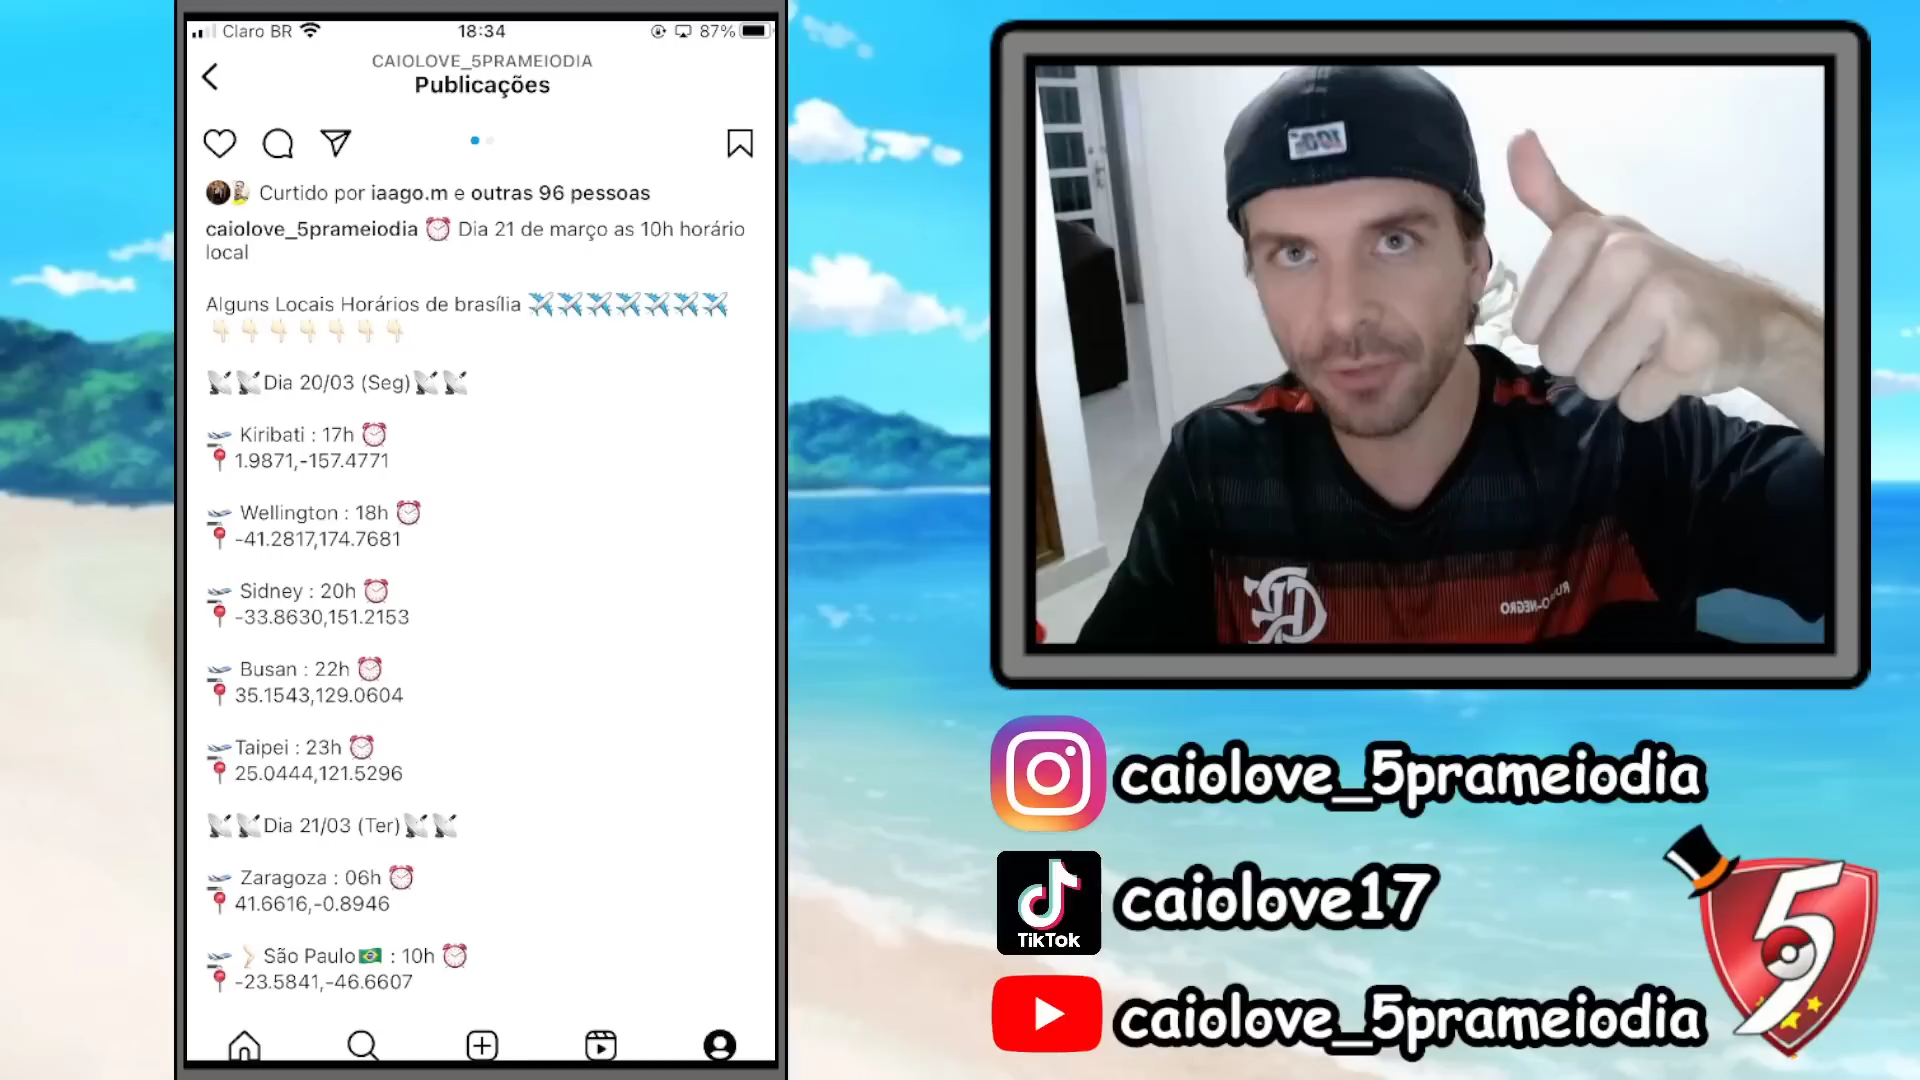 Claro BR
18:34
87%
CAIOLOVE_5PRAMEIODIA
Publicações
Curtido por iaago.m e outras 96 pessoas
caiolove_5prameiodia ⏰ Dia 21 de março as 10h horário
local
Alguns Locais Horários de brasília ✈️✈️✈️✈️✈️✈️✈️
👇🏻👇🏻👇🏻👇🏻👇🏻👇🏻👇🏻
📡📡Dia 20/03 (Seg)📡📡
🛫 Kiribati : 17h ⏰
📍 1.9871,-157.4771
🛫 Wellington : 18h ⏰
📍 -41.2817,174.7681
🛫 Sidney : 20h ⏰
📍 -33.8630,151.2153
🛫 Busan : 22h ⏰
📍 35.1543,129.0604
🛫 Taipei : 23h ⏰
📍 25.0444,121.5296
📡📡Dia 21/03 (Ter)📡📡
🛫 Zaragoza : 06h ⏰
📍 41.6616,-0.8946
🛫 São Paulo🇧🇷 : 10h ⏰
📍 -23.5841,-46.6607
RUBRO-NEGRO
caiolove_5prameiodia
TikTok
caiolove17
caiolove_5prameiodia
5